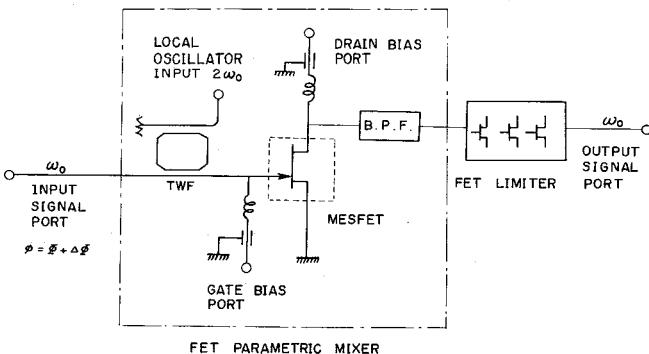 LOCAL
OSCILLATOR
INPUT 2ω₀
DRAIN BIAS
PORT
B.P.F.
ω₀
INPUT
SIGNAL
PORT
φ = Φ + ΔΦ
TWF
MESFET
GATE BIAS
PORT
FET LIMITER
ω₀
OUTPUT
SIGNAL
PORT
FET PARAMETRIC MIXER